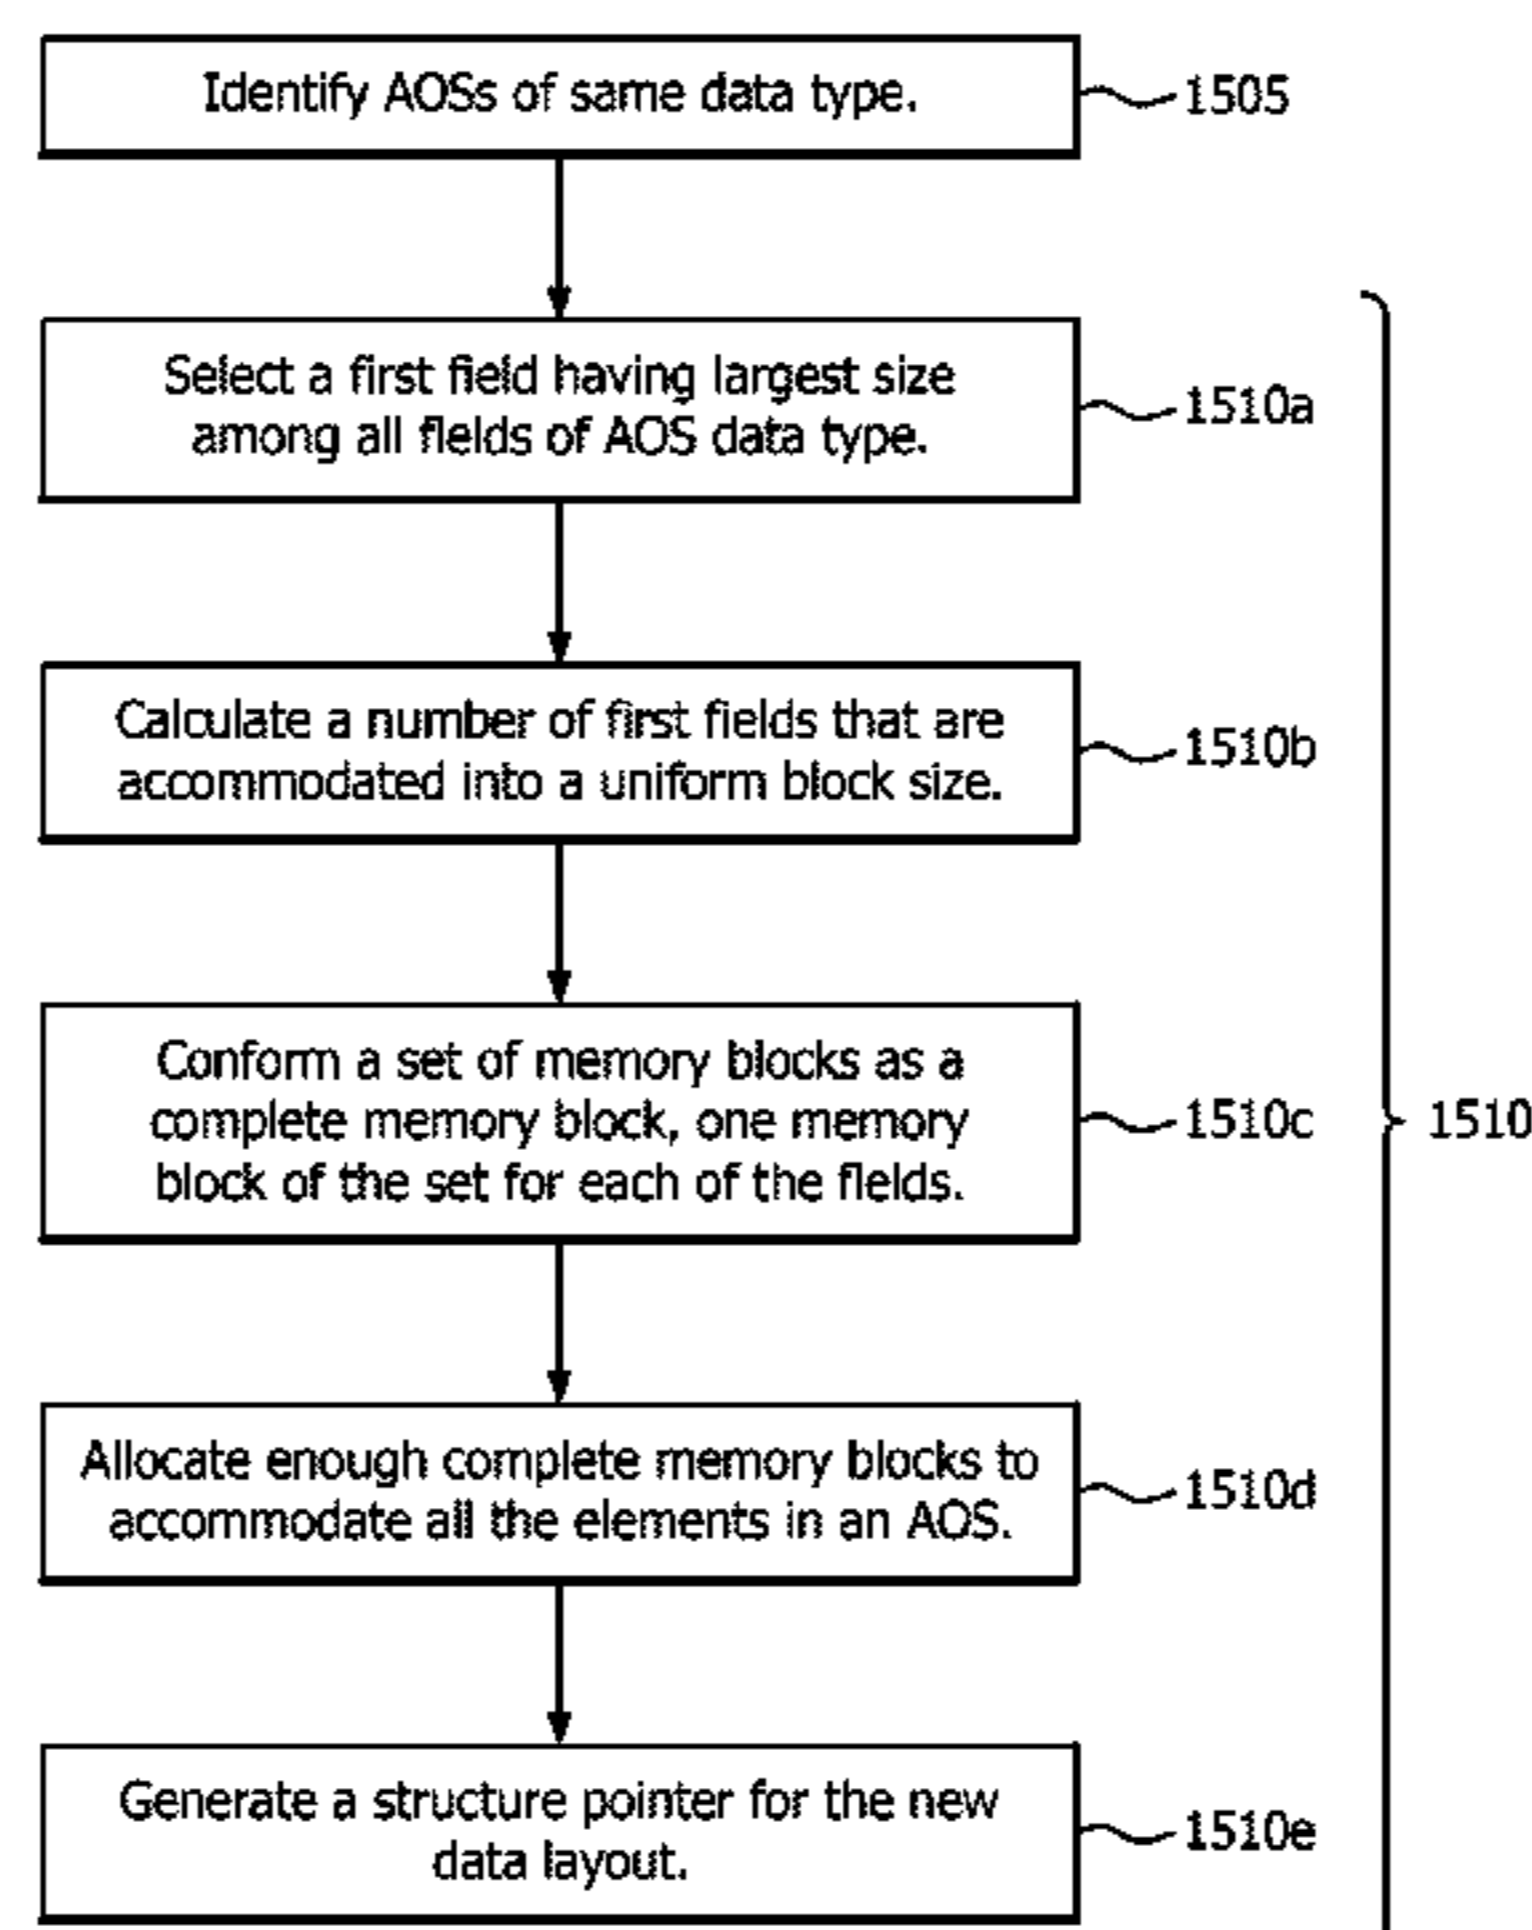 Identify AOSs of same data type.
1505
Select a first field having largest size
among all fields of AOS data type.
1510a
Calculate a number of first fields that are
accommodated into a uniform block size.
1510b
Conform a set of memory blocks as a
complete memory block, one memory
block of the set for each of the fields.
1510c
1510
Allocate enough complete memory blocks to
accommodate all the elements in an AOS.
1510d
Generate a structure pointer for the new
data layout.
1510e